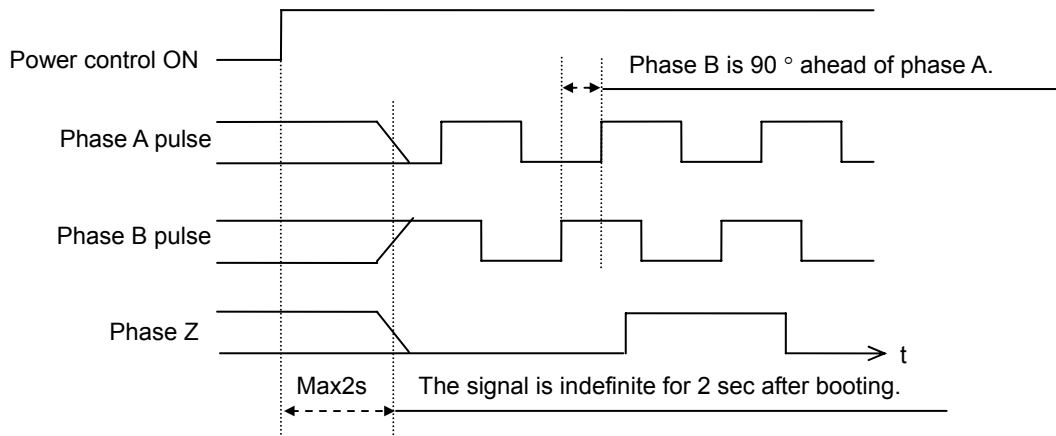 Power control ON
Phase B is 90 ° ahead of phase A.
Phase A pulse
Phase B pulse
Phase Z
t
Max2s
The signal is indefinite for 2 sec after booting.